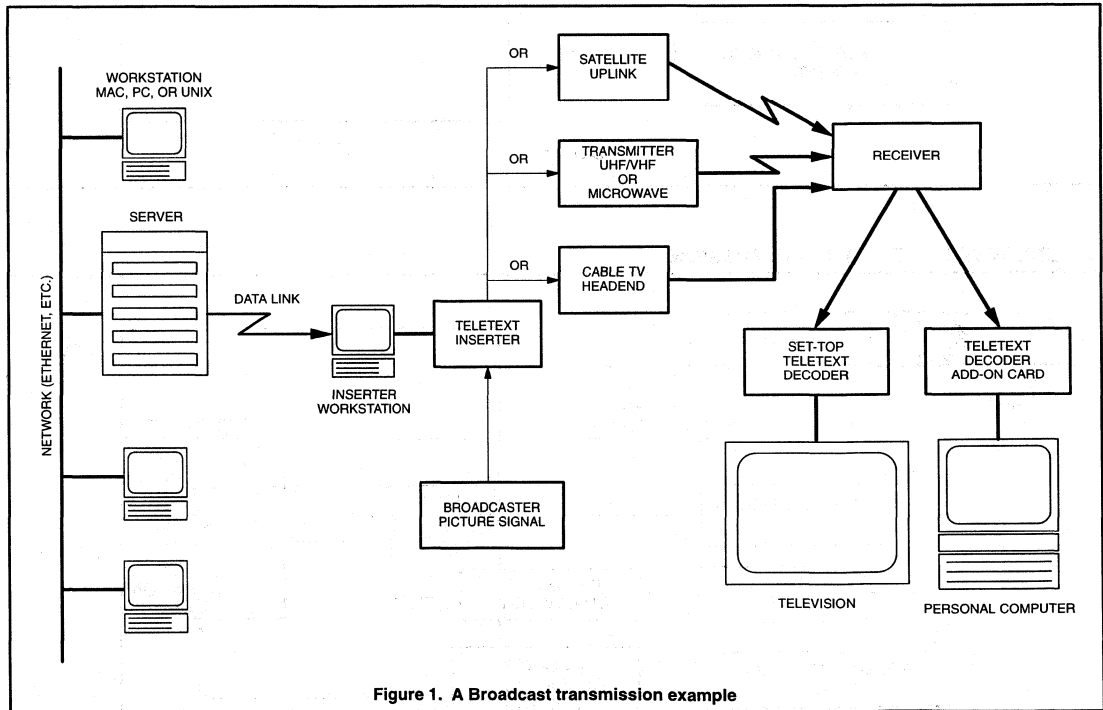 WORKSTATION
MAC, PC, OR UNIX
SERVER
NETWORK (ETHERNET, ETC.)
DATA LINK
INSERTER
WORKSTATION
TELETEXT
INSERTER
BROADCASTER
PICTURE SIGNAL
OR
SATELLITE
UPLINK
OR
TRANSMITTER
UHF/VHF
OR
MICROWAVE
OR
CABLE TV
HEADEND
RECEIVER
SET-TOP
TELETEXT
DECODER
TELETEXT
DECODER
ADD-ON CARD
TELEVISION
PERSONAL COMPUTER
Figure 1. A Broadcast transmission example